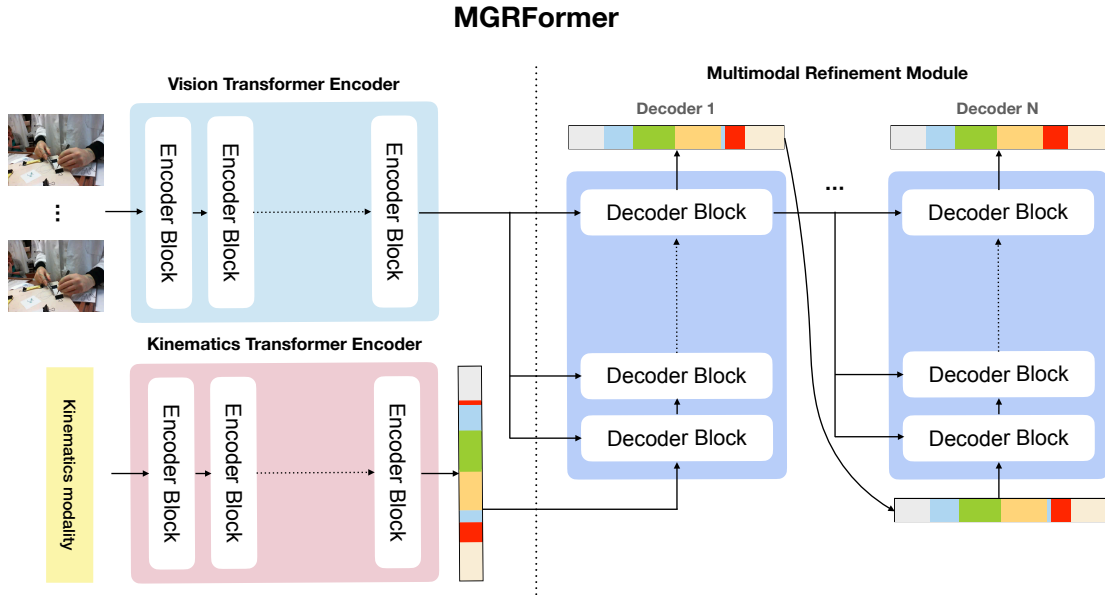 MGRFormer
Vision Transformer Encoder
Encoder Block
Encoder Block
Encoder Block
...
Kinematics Transformer Encoder
Kinematics modality
Encoder Block
Encoder Block
Encoder Block
Multimodal Refinement Module
Decoder 1
Decoder Block
Decoder Block
Decoder Block
...
Decoder N
Decoder Block
Decoder Block
Decoder Block